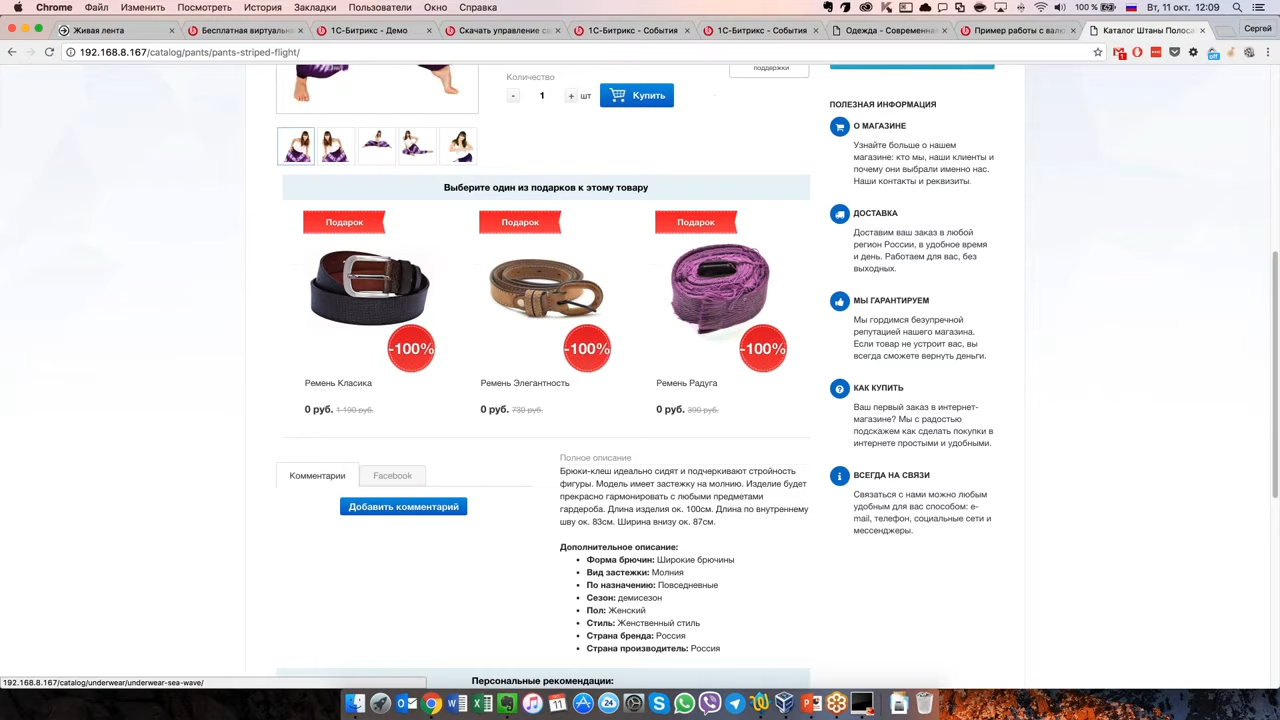 Chrome Файл Изменить Посмотреть История Закладки Пользователи Окно Справка 100 % Вт, 11 окт. 12:09
Живая лента
Бесплатная виртуальн
1С-Битрикс - Демо
Скачать управление са
1С-Битрикс - События
1С-Битрикс - События
Одежда - Современная
Пример работы с валю
Каталог Штаны Полоса
Сергей
192.168.8.167/catalog/pants/pants-striped-flight/
поддержки
Количество
- 1 + шт Купить
Выберите один из подарков к этому товару
Подарок Подарок Подарок
-100% -100% -100%
Ремень Класика Ремень Элегантность Ремень Радуга
0 руб. 1 190 руб. 0 руб. 730 руб. 0 руб. 390 руб.
Комментарии Facebook
Добавить комментарий
Полное описание
Брюки-клеш идеально сидят и подчеркивают стройность
фигуры. Модель имеет застежку на молнию. Изделие будет
прекрасно гармонировать с любыми предметами
гардероба. Длина изделия ок. 100см. Длина по внутреннему
шву ок. 83см. Ширина внизу ок. 87см.
Дополнительное описание:
• Форма брючин: Широкие брючины
• Вид застежки: Молния
• По назначению: Повседневные
• Сезон: демисезон
• Пол: Женский
• Стиль: Женственный стиль
• Страна бренда: Россия
• Страна производитель: Россия
Персональные рекомендации:
ПОЛЕЗНАЯ ИНФОРМАЦИЯ
О МАГАЗИНЕ
Узнайте больше о нашем
магазине: кто мы, наши клиенты и
почему они выбрали именно нас.
Наши контакты и реквизиты.
ДОСТАВКА
Доставим ваш заказ в любой
регион России, в удобное время
и день. Работаем для вас, без
выходных.
МЫ ГАРАНТИРУЕМ
Мы гордимся безупречной
репутацией нашего магазина.
Если товар не устроит вас, вы
всегда сможете вернуть деньги.
КАК КУПИТЬ
Ваш первый заказ в интернет-
магазине? Мы с радостью
подскажем как сделать покупки в
интернете простыми и удобными.
ВСЕГДА НА СВЯЗИ
Связаться с нами можно любым
удобным для вас способом: e-
mail, телефон, социальные сети и
мессенджеры.
192.168.8.167/catalog/underwear/underwear-sea-wave/